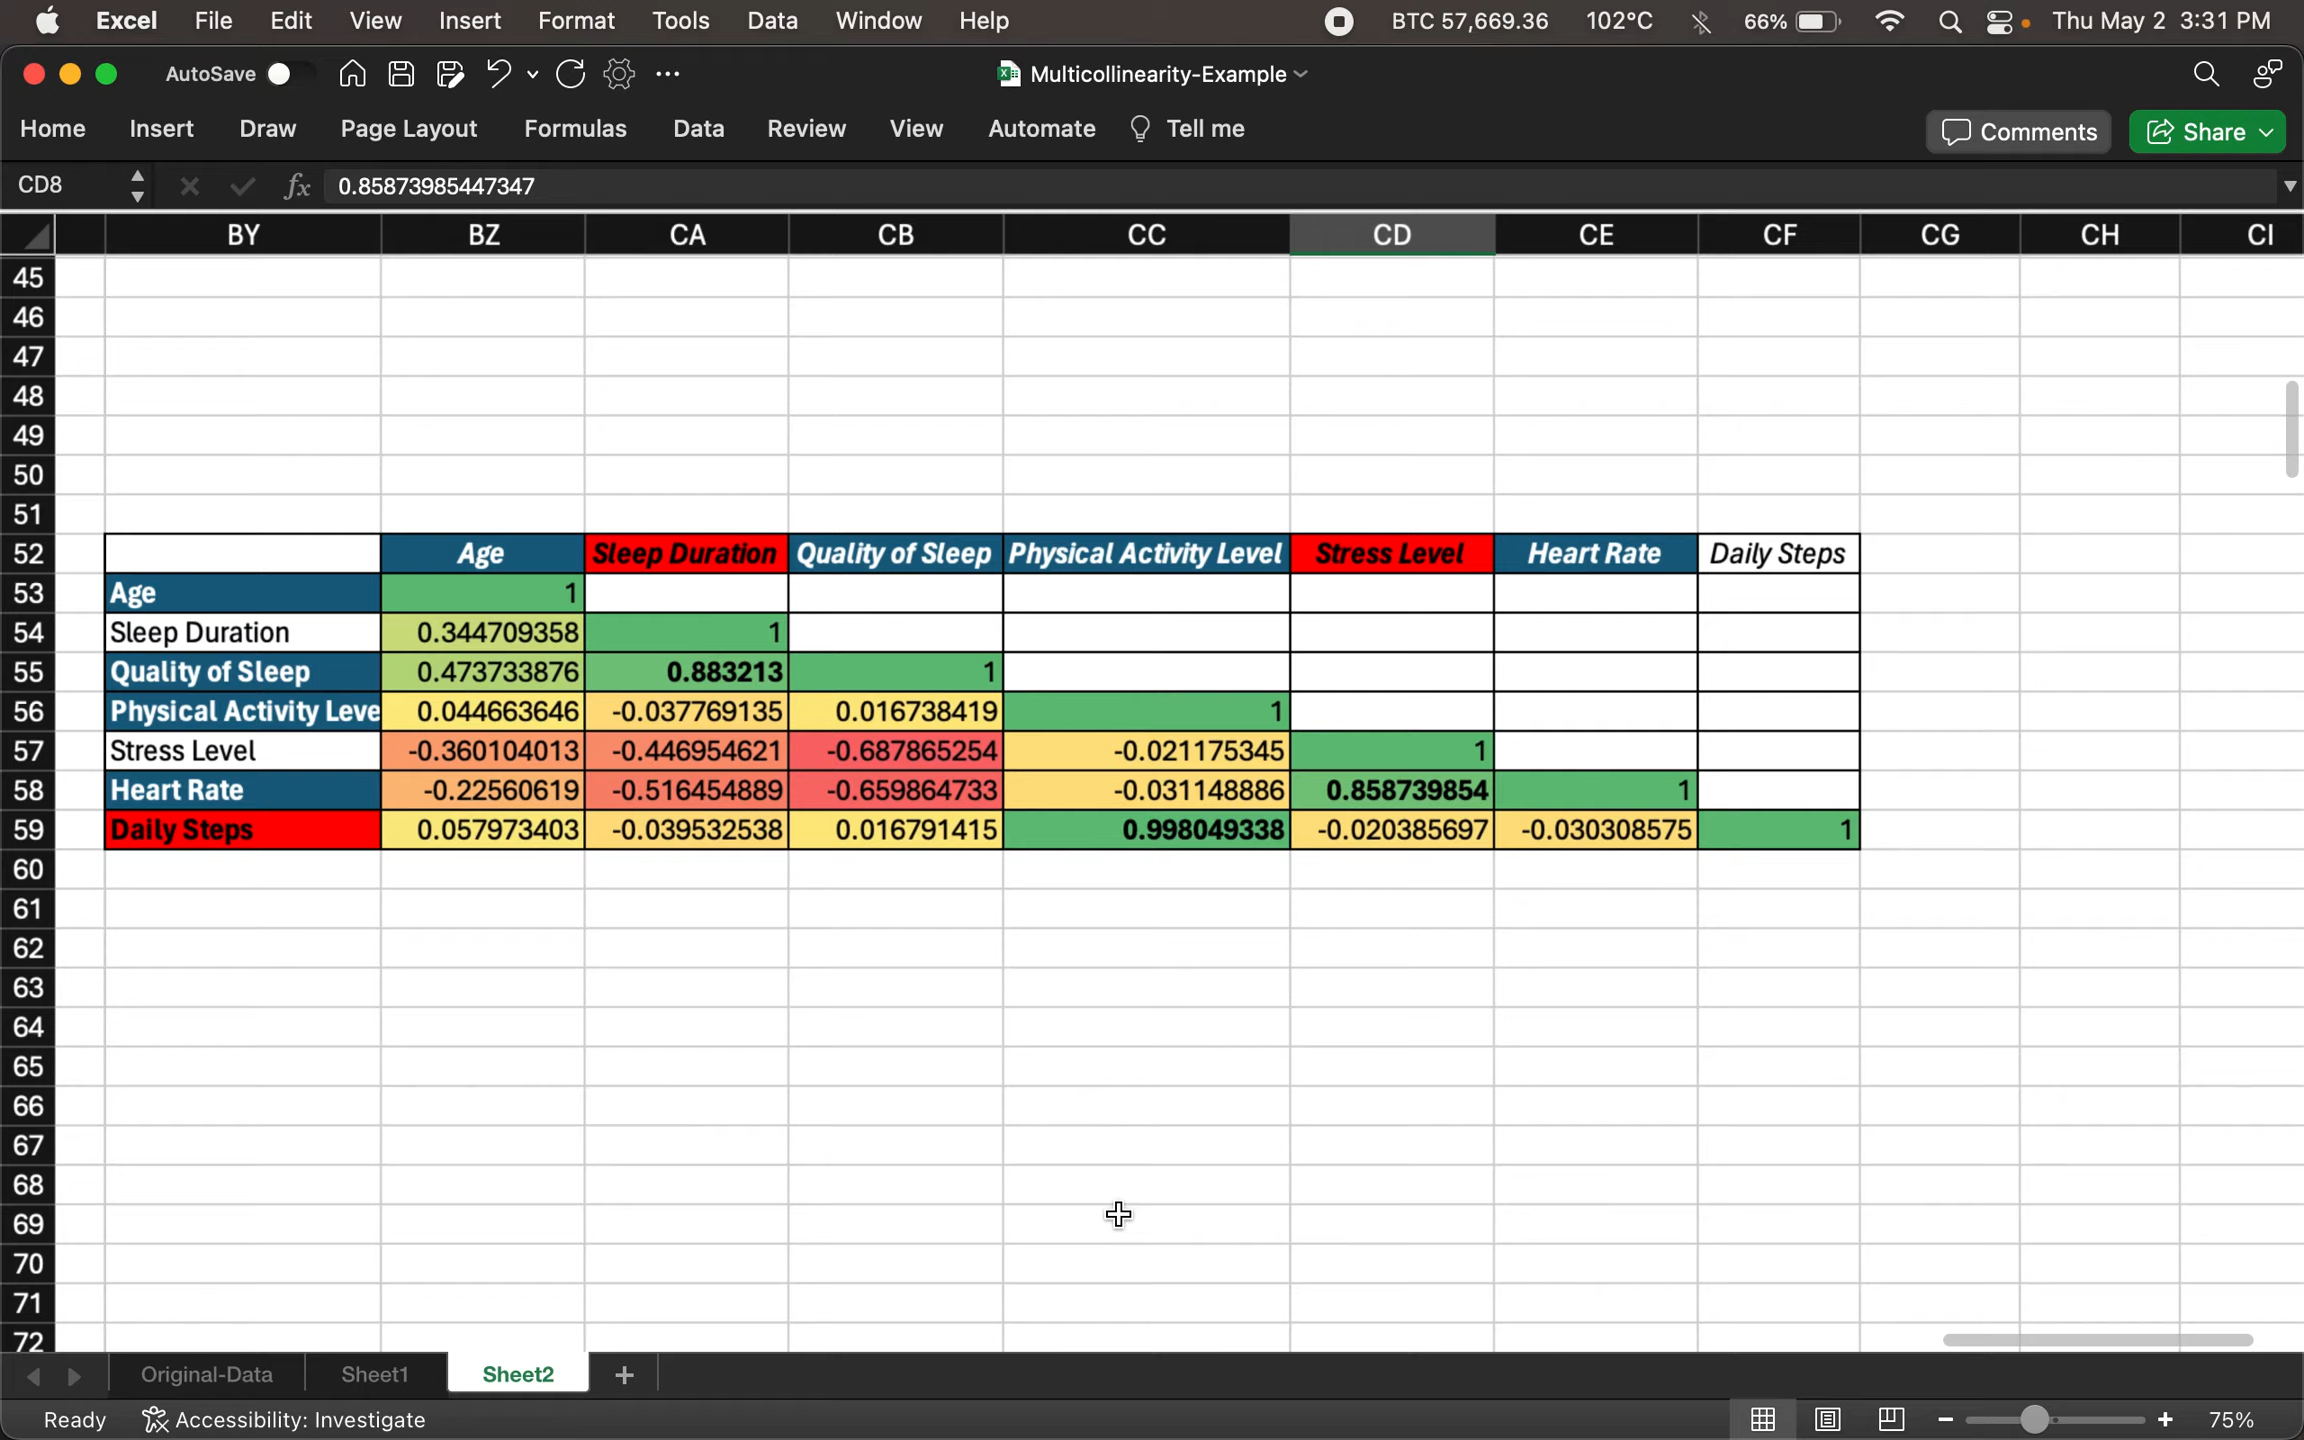 Excel File Edit View Insert Format Tools Data Window Help BTC 57,669.36 102°C 66% Thu May 2 3:31 PM
AutoSave Multicollinearity-Example
Home Insert Draw Page Layout Formulas Data Review View Automate Tell me Comments Share
CD8 fx 0.85873985447347
BY BZ CA CB CC CD CE CF CG CH CI
45
46
47
48
49
50
51
52 Age Sleep Duration Quality of Sleep Physical Activity Level Stress Level Heart Rate Daily Steps
53 Age 1
54 Sleep Duration 0.344709358 1
55 Quality of Sleep 0.473733876 0.883213 1
56 Physical Activity Leve 0.044663646 -0.037769135 0.016738419 1
57 Stress Level -0.360104013 -0.446954621 -0.687865254 -0.021175345 1
58 Heart Rate -0.22560619 -0.516454889 -0.659864733 -0.031148886 0.858739854 1
59 Daily Steps 0.057973403 -0.039532538 0.016791415 0.998049338 -0.020385697 -0.030308575 1
60
61
62
63
64
65
66
67
68
69
70
71
72
Original-Data Sheet1 Sheet2
Ready Accessibility: Investigate 75%